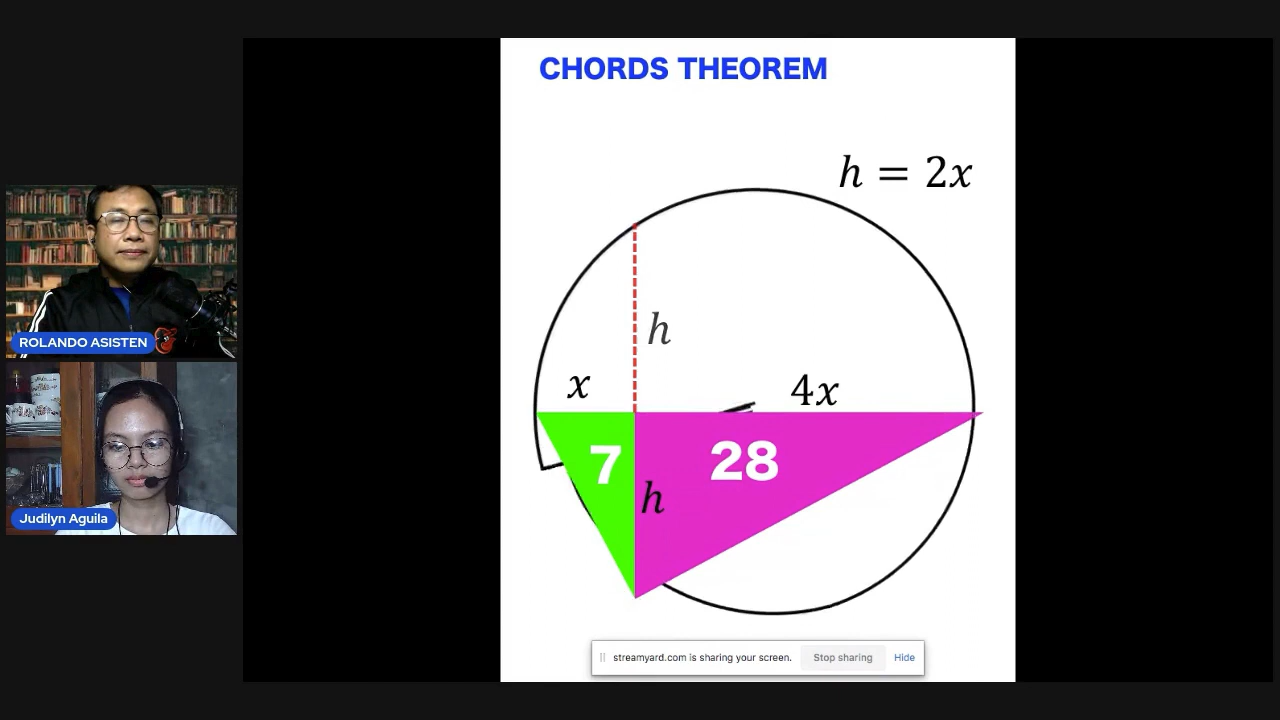 CHORDS THEOREM
h = 2x
h
x
4x
7
28
h
ROLANDO ASISTEN
Judilyn Aguila
streamyard.com is sharing your screen.
Stop sharing
Hide